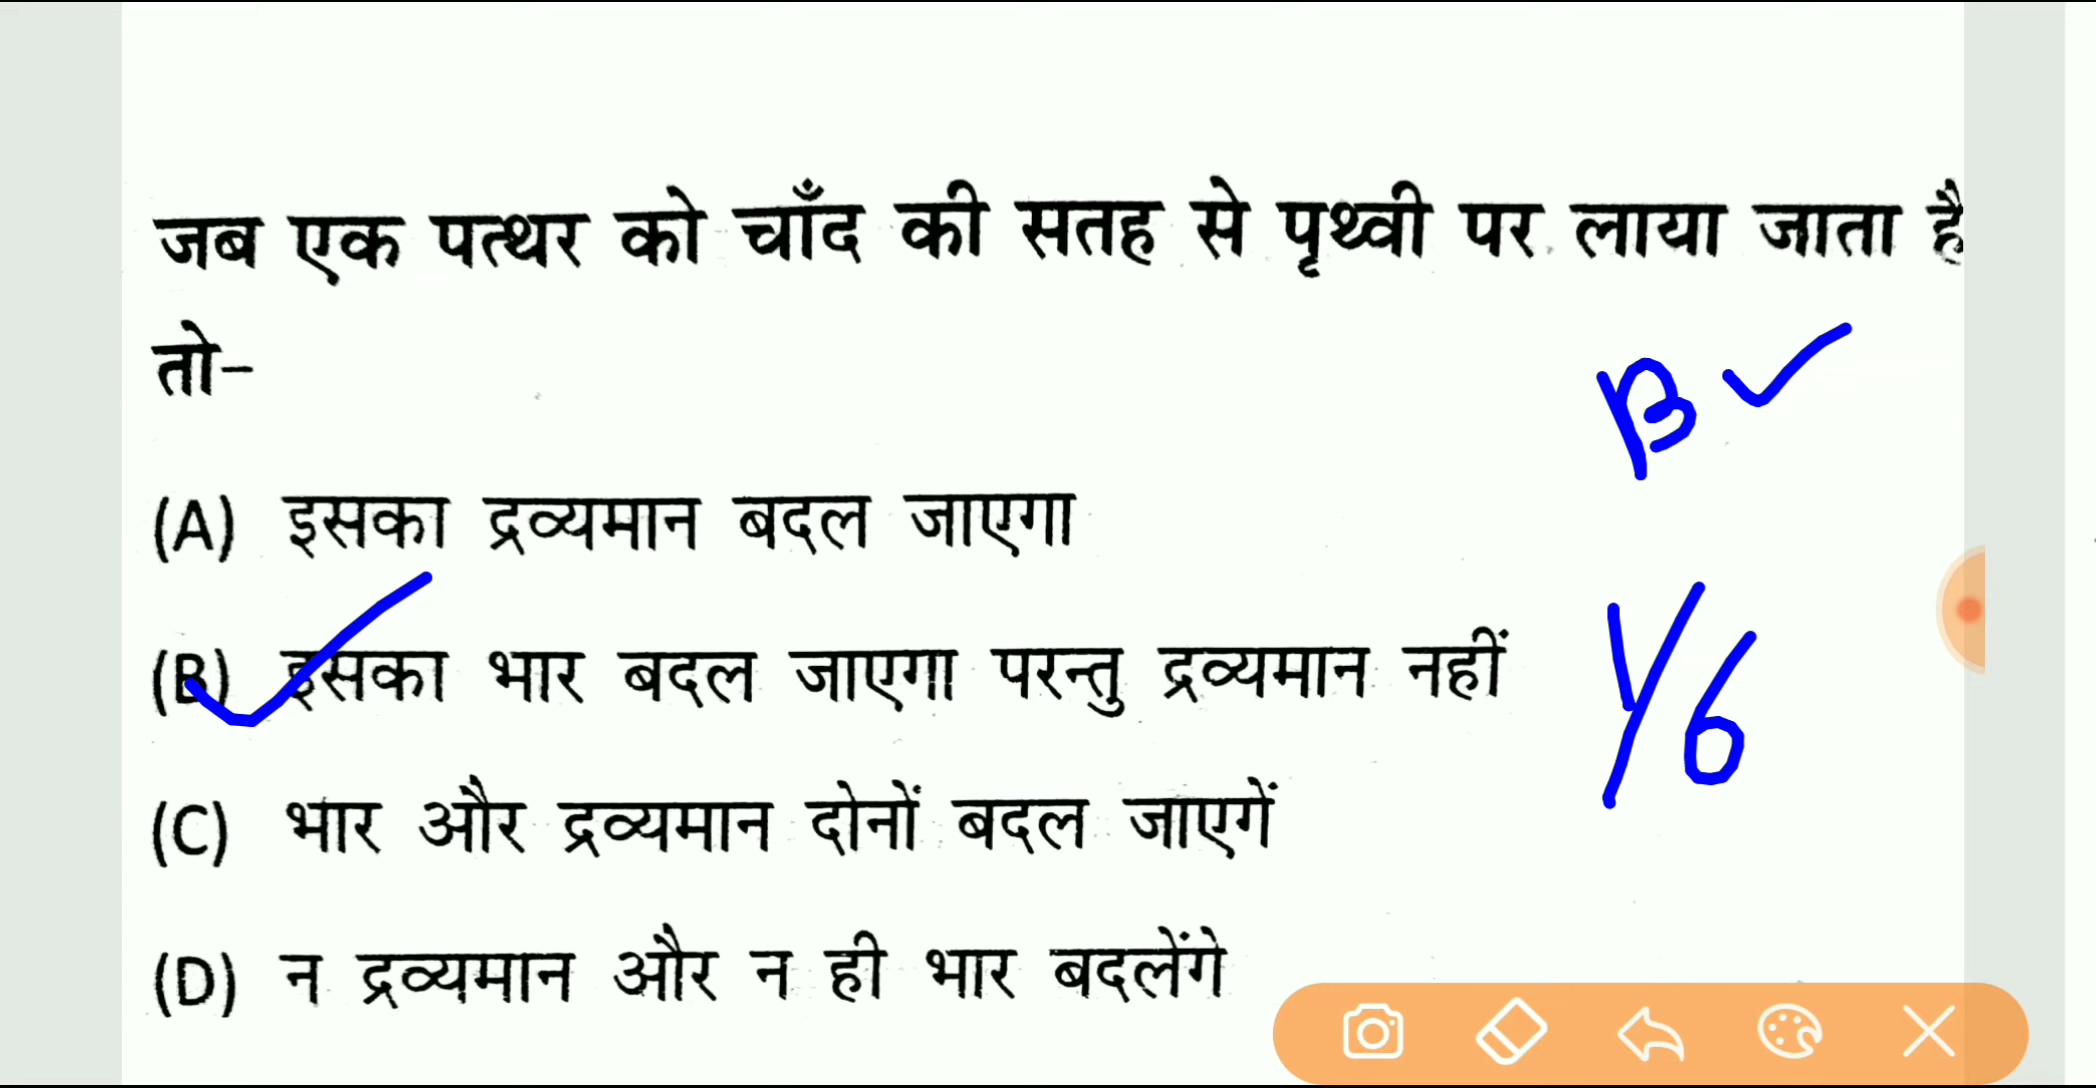 जब एक पत्थर को चाँद की सतह से पृथ्वी पर लाया जाता है
तो-
B
(A) इसका द्रव्यमान बदल जाएगा
(B) इसका भार बदल जाएगा परन्तु द्रव्यमान नहीं
1/6
(C) भार और द्रव्यमान दोनों बदल जाएगें
(D) न द्रव्यमान और न ही भार बदलेंगे